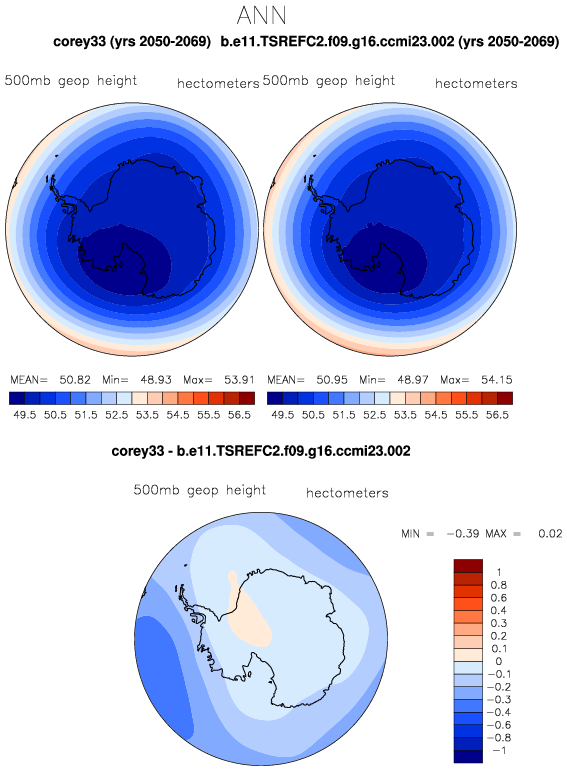 ANN
corey33 (yrs 2050-2069) b.e11.TSREFC2.f09.g16.ccmi23.002 (yrs 2050-2069)
500mb geop height hectometers 500mb geop height hectometers
MEAN= 50.82 Min= 48.93 Max= 53.91 MEAN= 50.95 Min= 48.97 Max= 54.15
49.5 50.5 51.5 52.5 53.5 54.5 55.5 56.5 49.5 50.5 51.5 52.5 53.5 54.5 55.5 56.5
corey33 - b.e11.TSREFC2.f09.g16.ccmi23.002
500mb geop height hectometers
MIN = -0.39 MAX = 0.02
1
0.8
0.6
0.4
0.3
0.2
0.1
0
-0.1
-0.2
-0.3
-0.4
-0.6
-0.8
-1